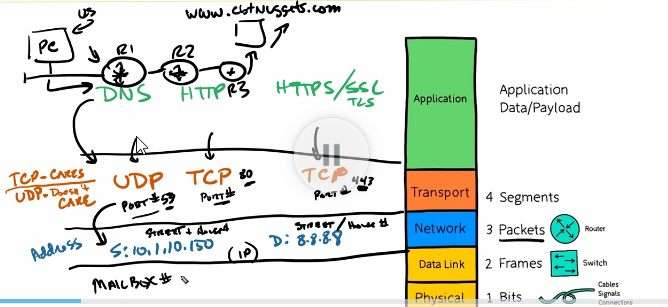 US
www.cbtnuggets.com
PC
R1
R2
R3
DNS
HTTP
HTTPS/SSL
TLS
Application
Application
Data/Payload
TCP-CARES
UDP-Doesn't
CARE
UDP
TCP 80
TCP
PORT # 53
PORT #
PORT # 443
Transport
4 Segments
STREET + House #
STREET / House #
Address
S: 10.1.10.150
(IP)
D: 8.8.8.8
Network
3 Packets
Router
MAILBOX #
Data Link
2 Frames
Switch
Physical
1 Bits
Cables
Signals
Connectors